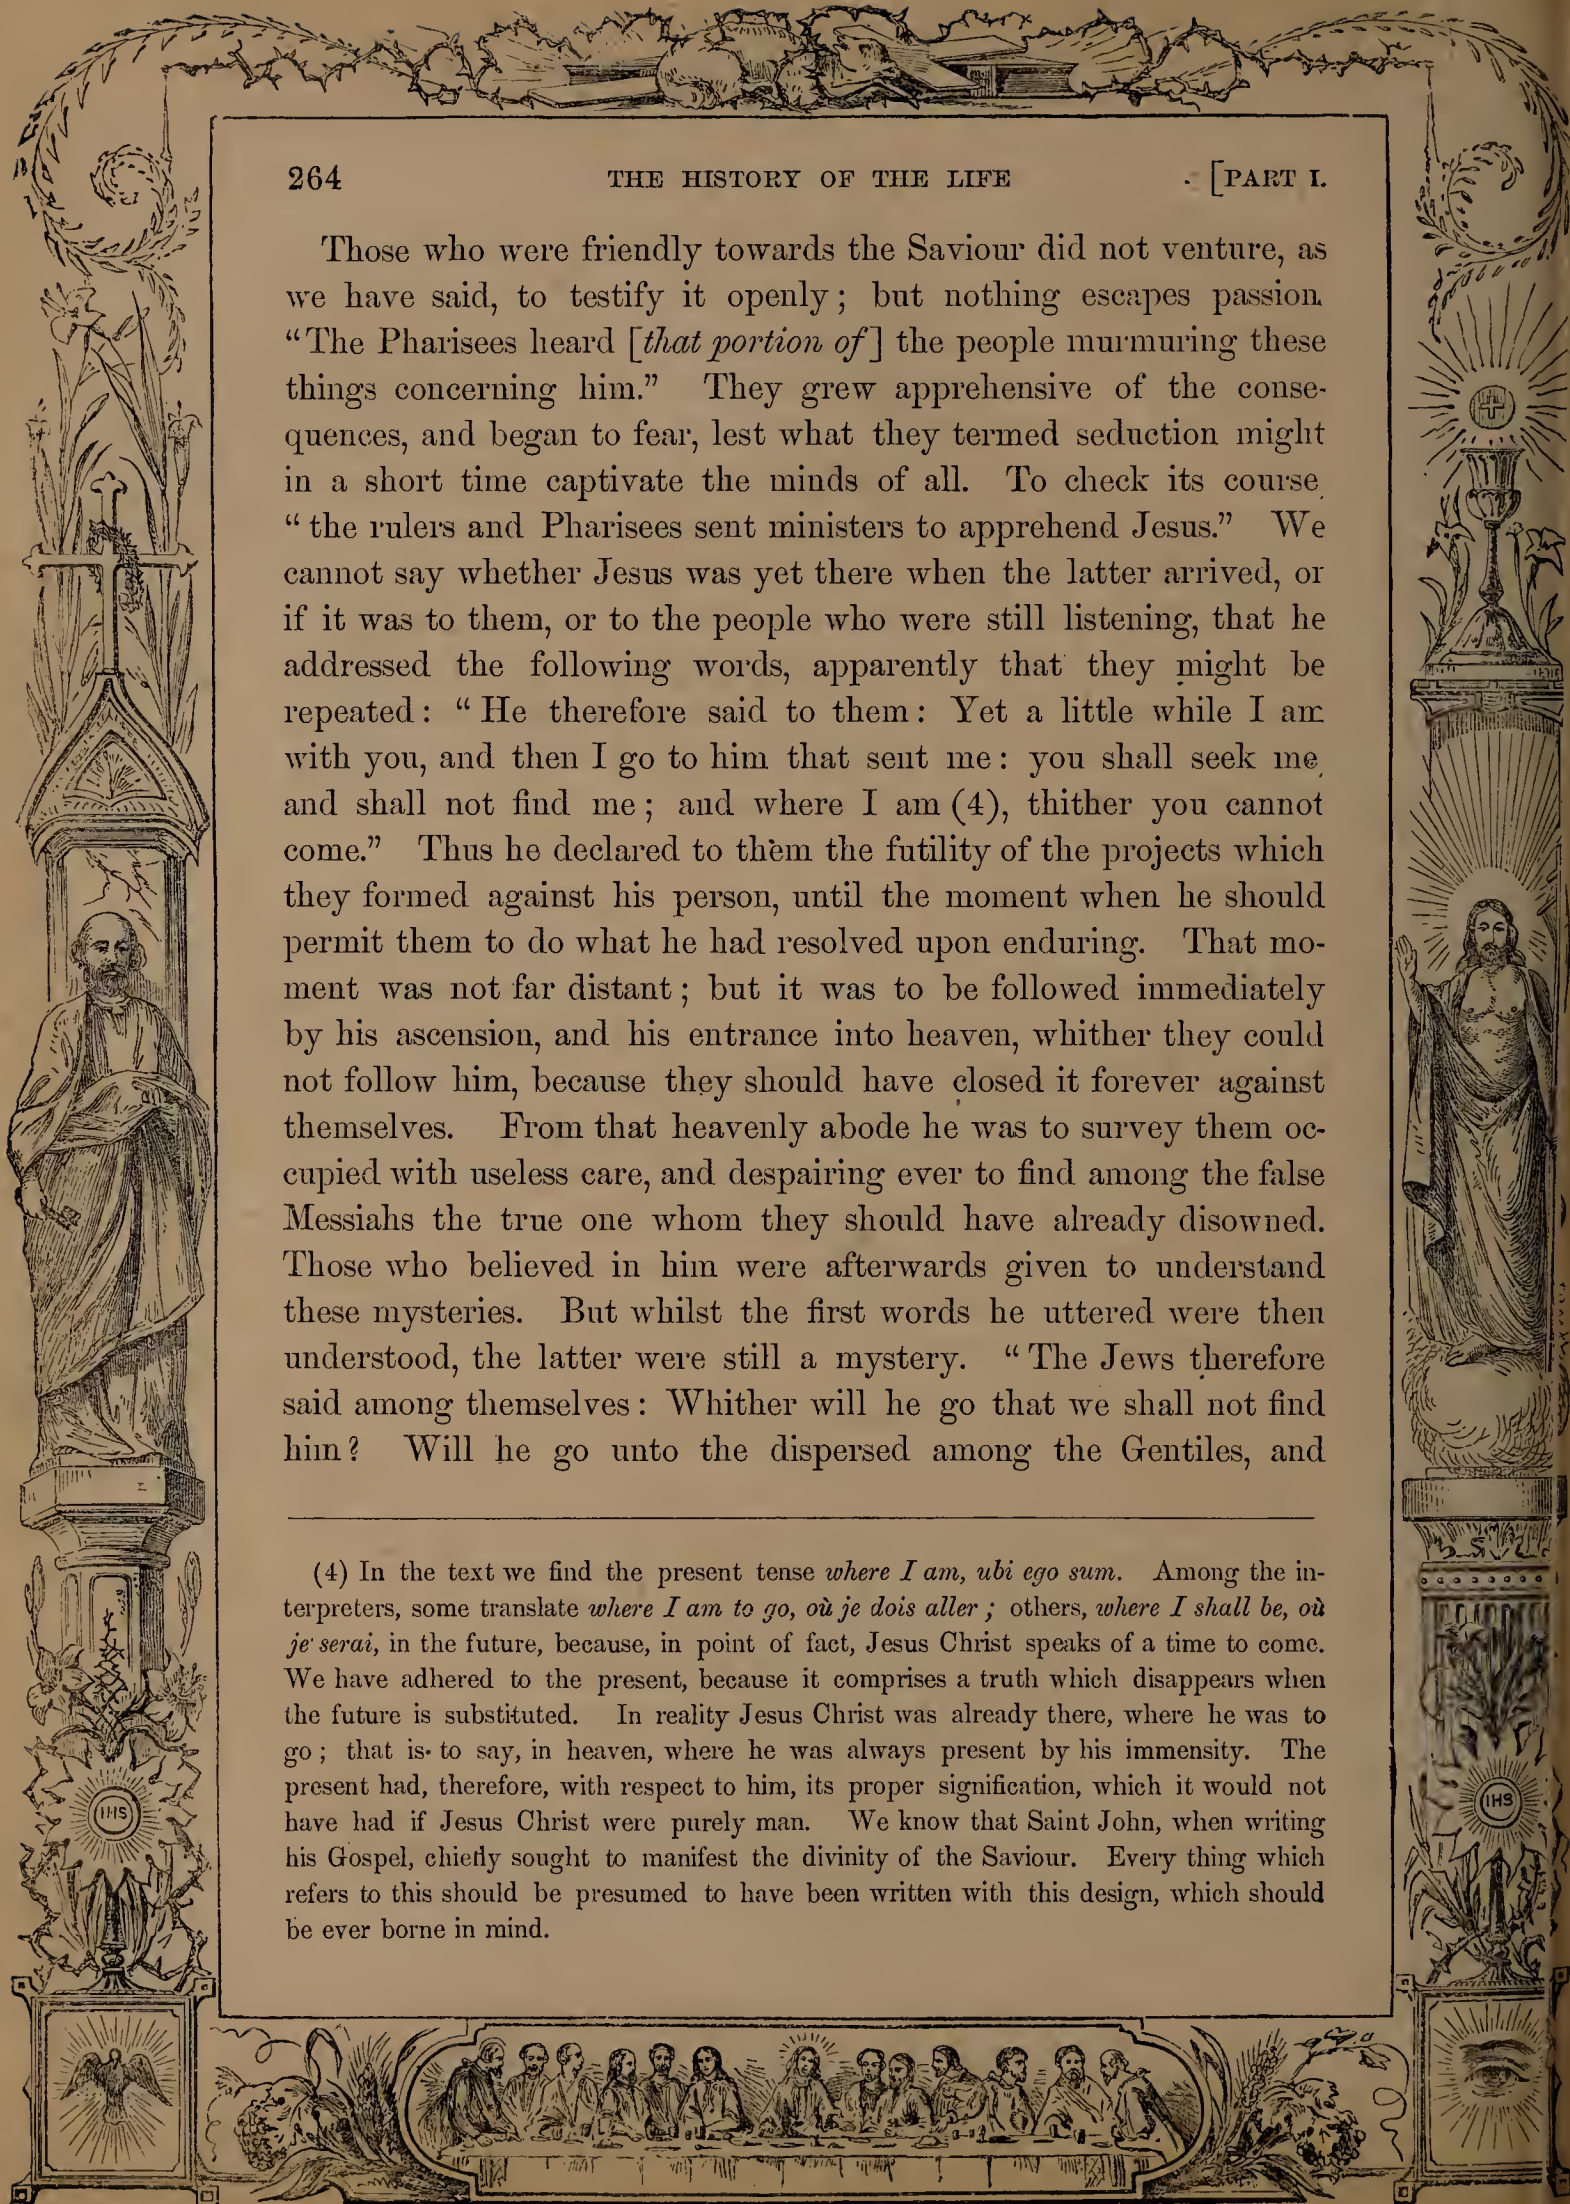 264 THE HISTORY OF THE LIFE [PART I.
Those who were friendly towards the Saviour did not venture, as
we have said, to testify it openly; but nothing escapes passion.
“The Pharisees heard [that portion of] the people murmuring these
things concerning him.” They grew apprehensive of the conse-
quences, and began to fear, lest what they termed seduction might
in a short time captivate the minds of all. To check its course
“the rulers and Pharisees sent ministers to apprehend Jesus.” We
cannot say whether Jesus was yet there when the latter arrived, or
if it was to them, or to the people who were still listening, that he
addressed the following words, apparently that they might be
repeated: “He therefore said to them: Yet a little while I am
with you, and then I go to him that sent me: you shall seek me
and shall not find me; and where I am (4), thither you cannot
come.” Thus he declared to them the futility of the projects which
they formed against his person, until the moment when he should
permit them to do what he had resolved upon enduring. That mo-
ment was not far distant; but it was to be followed immediately
by his ascension, and his entrance into heaven, whither they could
not follow him, because they should have closed it forever against
themselves. From that heavenly abode he was to survey them oc-
cupied with useless care, and despairing ever to find among the false
Messiahs the true one whom they should have already disowned.
Those who believed in him were afterwards given to understand
these mysteries. But whilst the first words he uttered were then
understood, the latter were still a mystery. “The Jews therefore
said among themselves: Whither will he go that we shall not find
him? Will he go unto the dispersed among the Gentiles, and
(4) In the text we find the present tense where I am, ubi ego sum. Among the in-
terpreters, some translate where I am to go, où je dois aller; others, where I shall be, où
je serai, in the future, because, in point of fact, Jesus Christ speaks of a time to come.
We have adhered to the present, because it comprises a truth which disappears when
the future is substituted. In reality Jesus Christ was already there, where he was to
go; that is to say, in heaven, where he was always present by his immensity. The
present had, therefore, with respect to him, its proper signification, which it would not
have had if Jesus Christ were purely man. We know that Saint John, when writing
his Gospel, chiefly sought to manifest the divinity of the Saviour. Every thing which
refers to this should be presumed to have been written with this design, which should
be ever borne in mind.
IHS
IHS